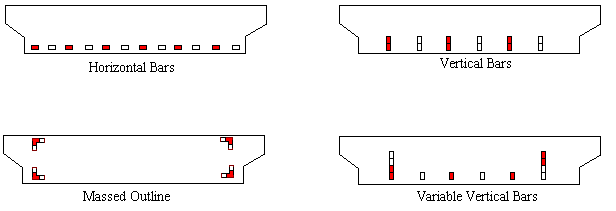 Horizontal Bars
Vertical Bars
Massed Outline
Variable Vertical Bars